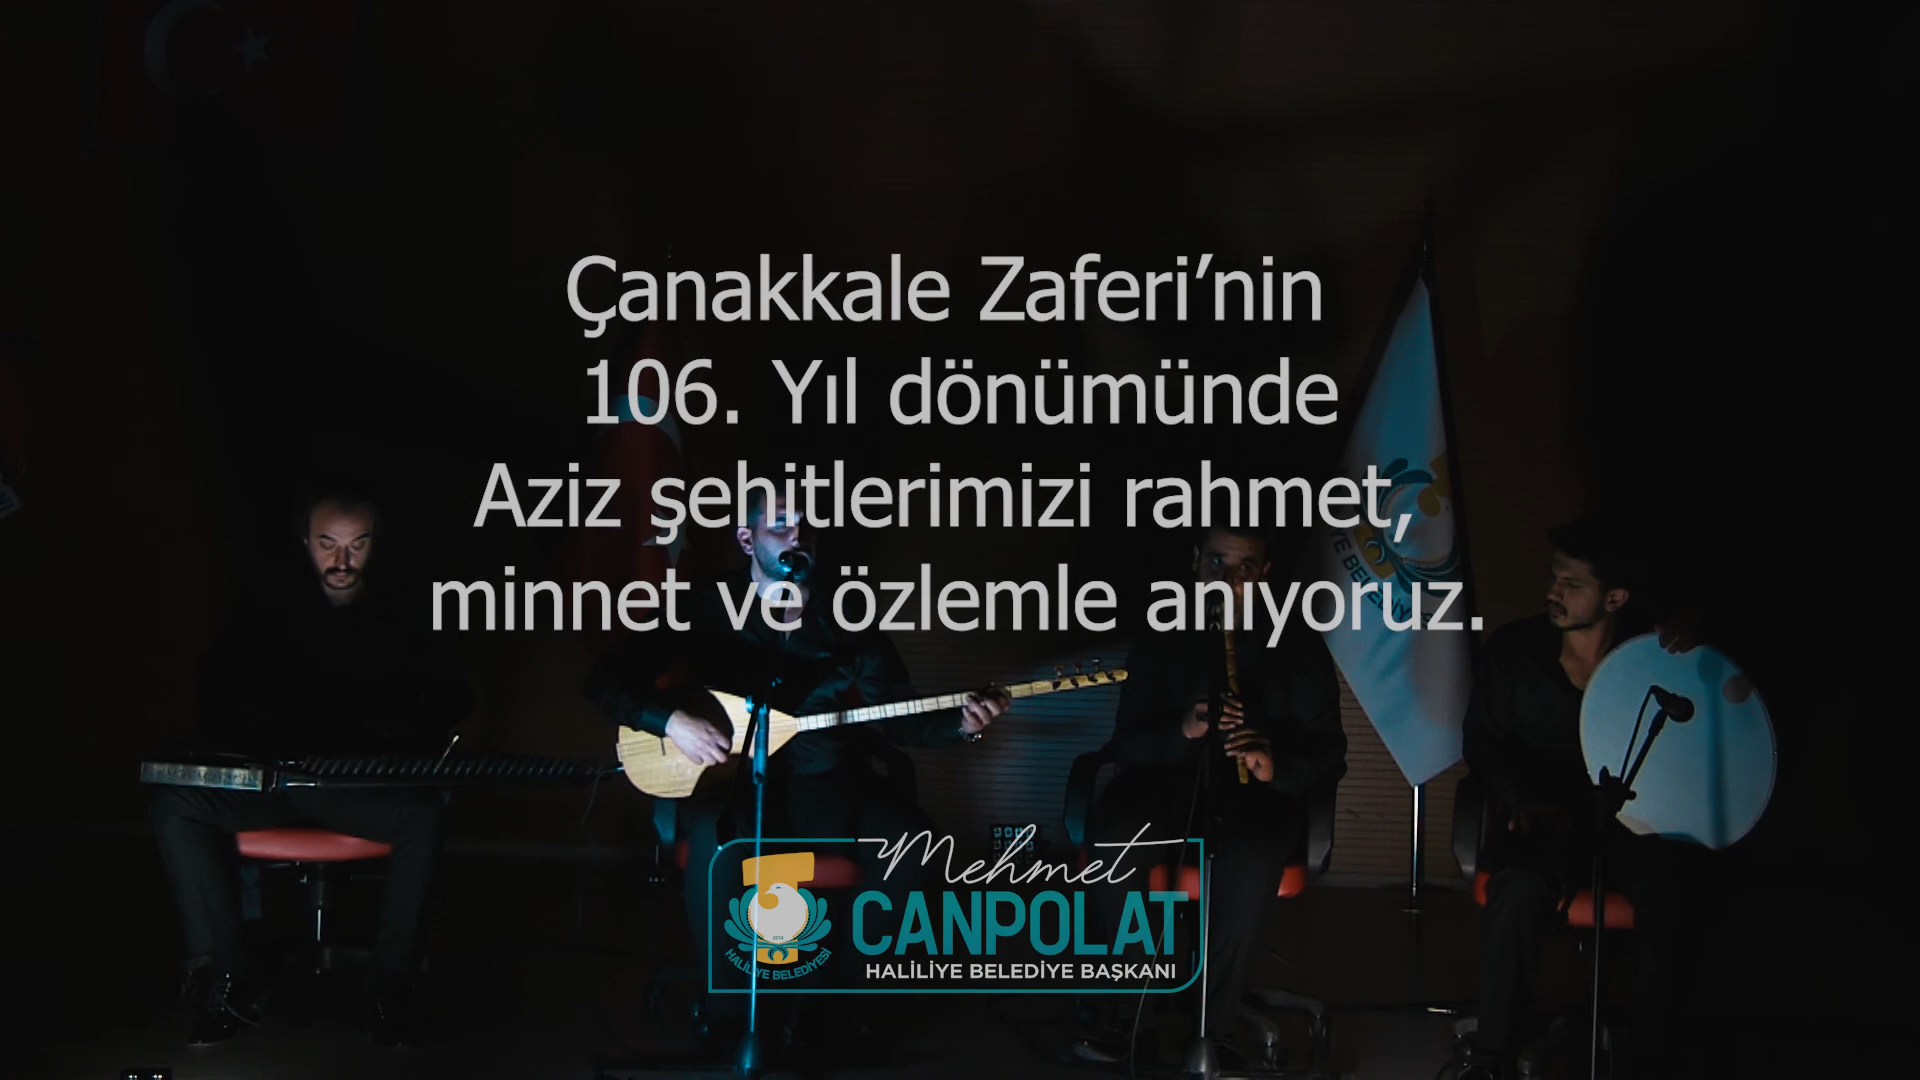 Çanakkale Zaferi’nin
106. Yıl dönümünde
Aziz şehitlerimizi rahmet,
minnet ve özlemle anıyoruz.
Mehmet
CANPOLAT
HALİLİYE BELEDİYE BAŞKANI
2014
HALİLİYE BELEDİYESİ